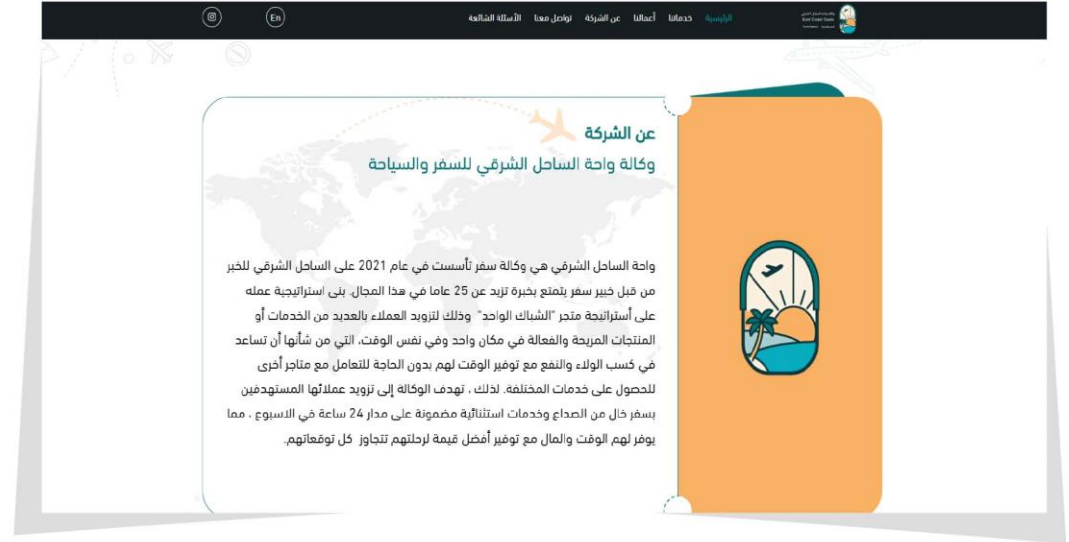 الرئيسية خدماتنا أعمالنا عن الشركة تواصل معنا الأسئلة الشائعة En
عن الشركة
وكالة واحة الساحل الشرقي للسفر والسياحة
واحة الساحل الشرقي هي وكالة سفر تأسست في عام 2021 على الساحل الشرقي للخبر
من قبل خبير سفر يتمتع بخبرة تزيد عن 25 عاما في هذا المجال. بنى استراتيجية عمله
على أستراتيجة متجر "الشباك الواحد" وذلك لتزويد العملاء بالعديد من الخدمات أو
المنتجات المريحة والفعالة في مكان واحد وفي نفس الوقت، التي من شأنها أن تساعد
في كسب الولاء والنفع مع توفير الوقت لهم بدون الحاجة للتعامل مع متاجر أخرى
للحصول على خدمات المختلفة. لذلك ، تهدف الوكالة إلى تزويد عملائها المستهدفين
بسفر خال من الصداع وخدمات استثنائية مضمونة على مدار 24 ساعة في الاسبوع ، مما
يوفر لهم الوقت والمال مع توفير أفضل قيمة لرحلتهم تتجاوز كل توقعاتهم.